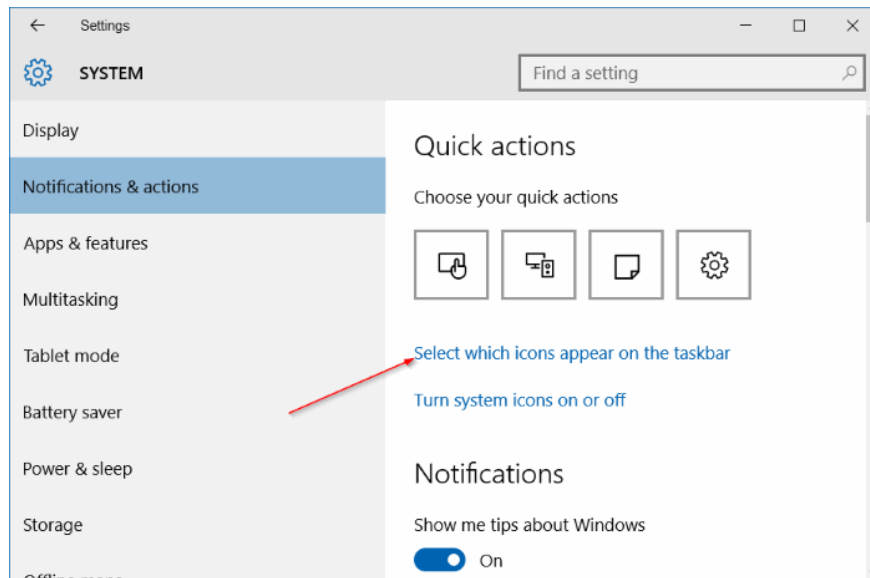 Settings
SYSTEM
Find a setting
Display
Notifications & actions
Apps & features
Multitasking
Tablet mode
Battery saver
Power & sleep
Storage
Offline maps
Quick actions
Choose your quick actions
Select which icons appear on the taskbar
Turn system icons on or off
Notifications
Show me tips about Windows
On